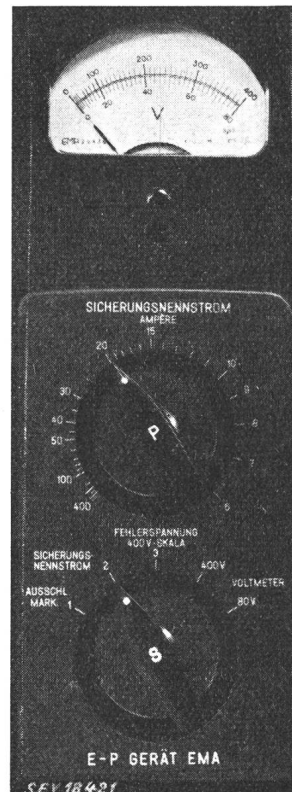 0 100 200 300 400
0 20 40 60 80
V
SICHERUNGSNENNSTROM
AMPÈRE
15
20
10
30
9
40
8
50
7
100
6
400
P
FEHLERSPANNUNG
400V-SKALA
3
SICHERUNGS-
NENNSTROM
2
400V
VOLTMETER
AUSSCHL.
MARK. 1
80V
S
E-P GERÄT EMA
SEV 18421